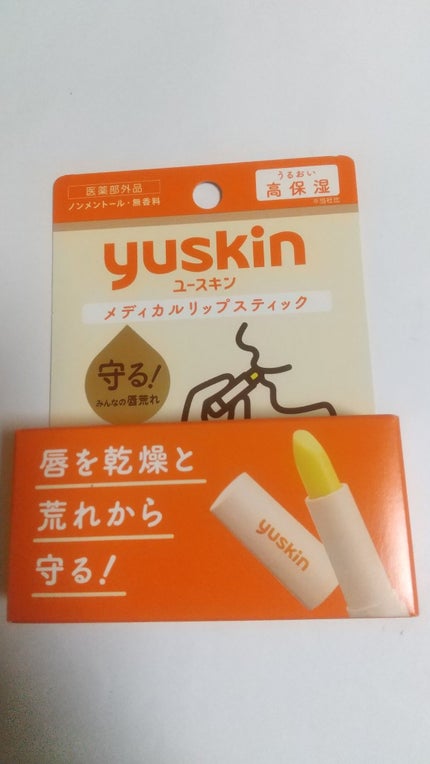 医薬部外品
ノンメントール・無香料
うるおい
高保湿
※当社比
yuskin
ユースキン
メディカルリップスティック
守る!
みんなの唇荒れ
唇を乾燥と
荒れから
守る!
yuskin